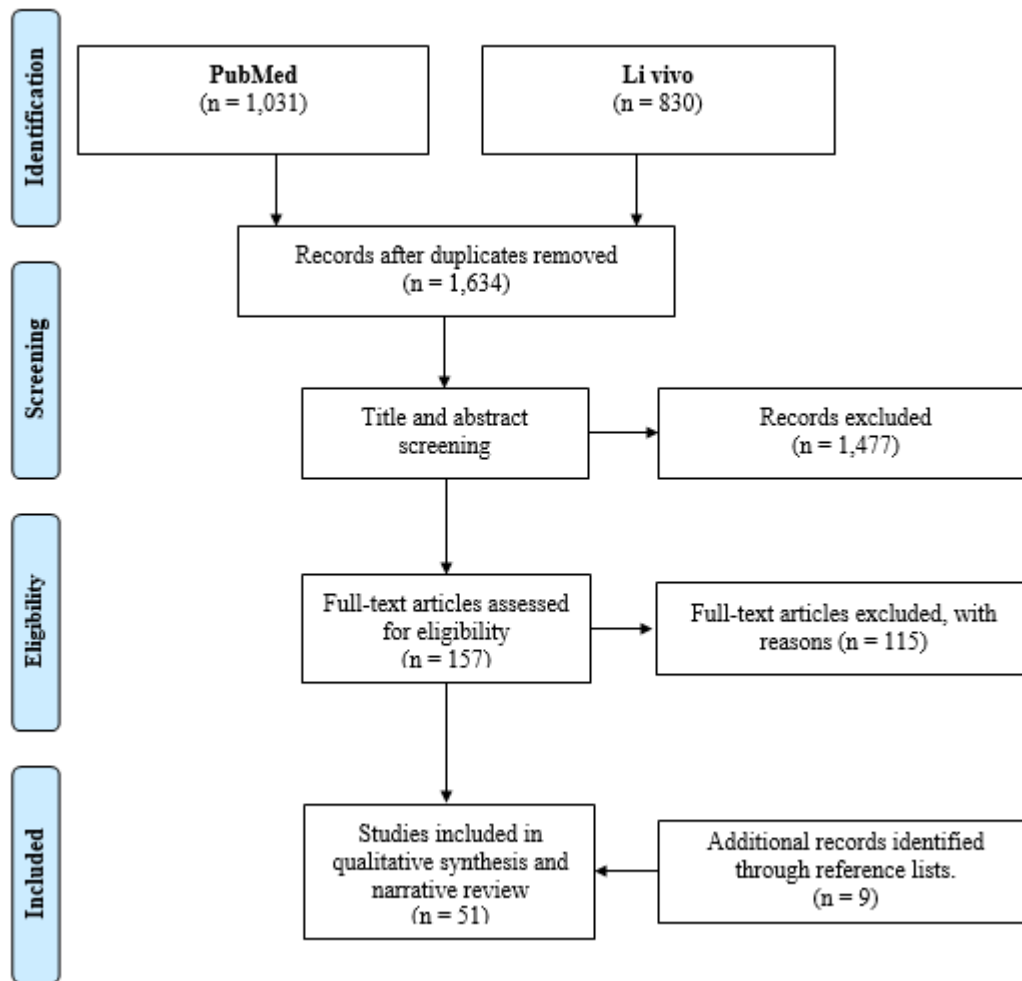 Identification
PubMed
(n = 1,031)
Li vivo
(n = 830)
Records after duplicates removed
(n = 1,634)
Screening
Title and abstract
screening
Records excluded
(n = 1,477)
Eligibility
Full-text articles assessed
for eligibility
(n = 157)
Full-text articles excluded, with
reasons (n = 115)
Included
Studies included in
qualitative synthesis and
narrative review
(n = 51)
Additional records identified
through reference lists.
(n = 9)